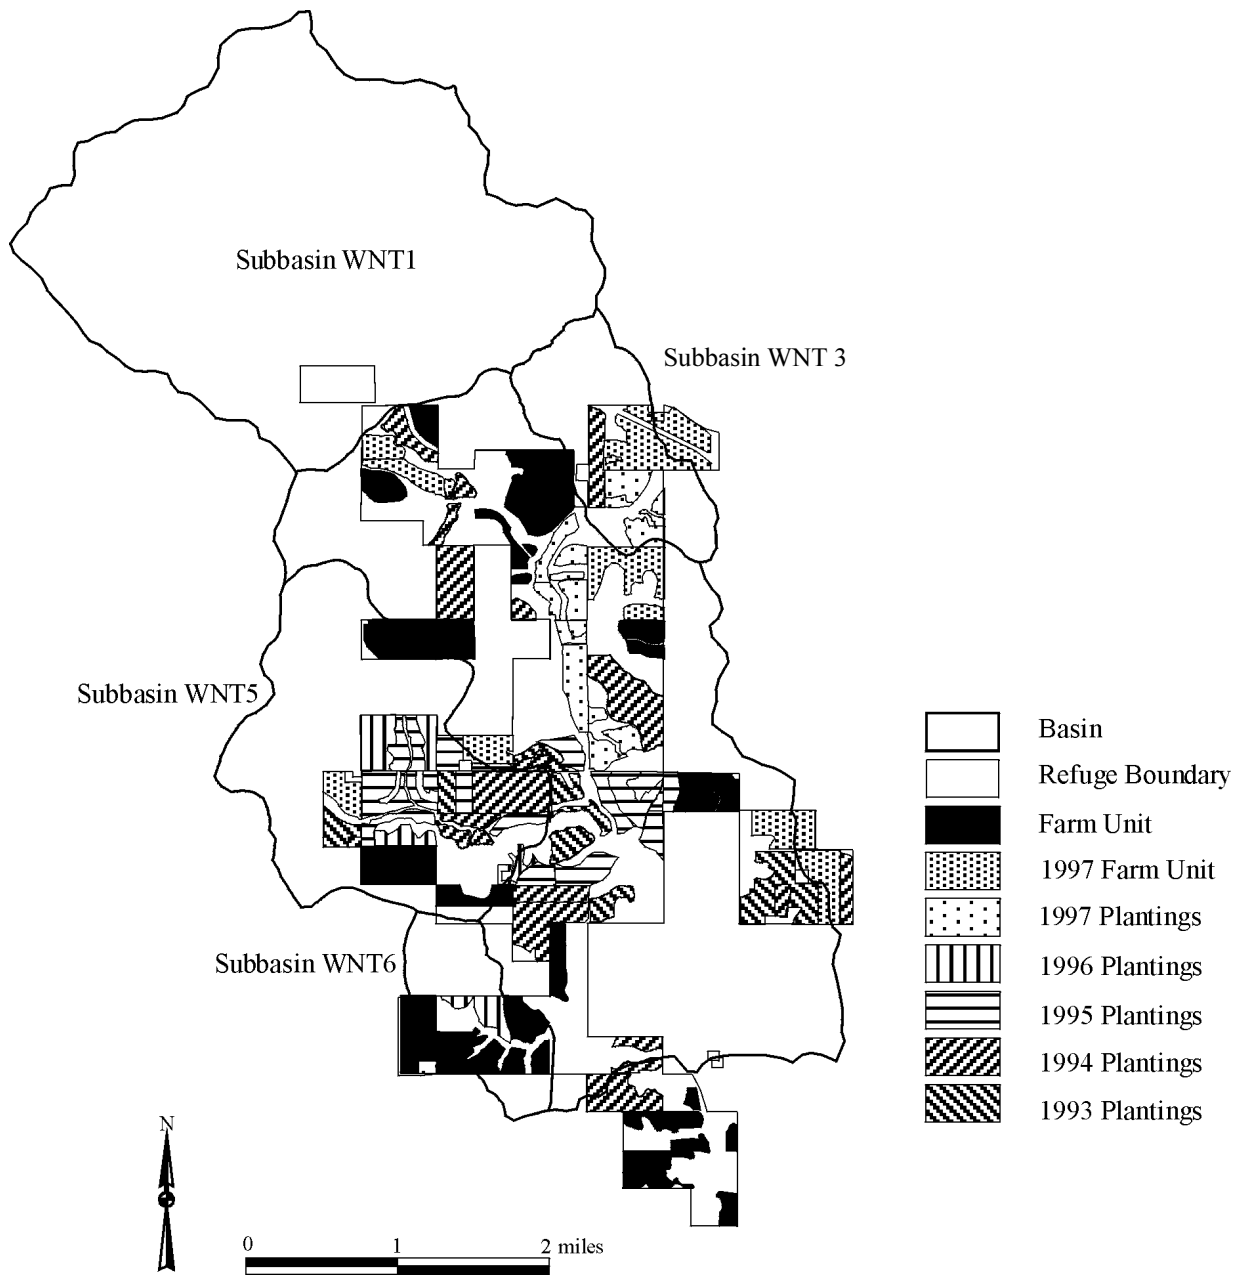 Subbasin WNT1
Subbasin WNT 3
Subbasin WNT5
Subbasin WNT6
Basin
Refuge Boundary
Farm Unit
1997 Farm Unit
1997 Plantings
1996 Plantings
1995 Plantings
1994 Plantings
1993 Plantings
N
0 1 2 miles